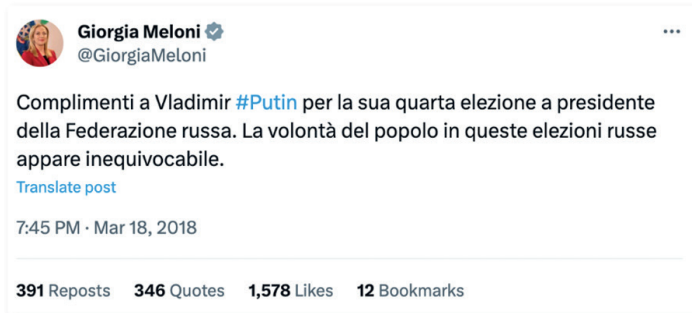 Giorgia Meloni
@GiorgiaMeloni
Complimenti a Vladimir #Putin per la sua quarta elezione a presidente
della Federazione russa. La volontà del popolo in queste elezioni russe
appare inequivocabile.
Translate post
7:45 PM · Mar 18, 2018
391 Reposts 346 Quotes 1,578 Likes 12 Bookmarks